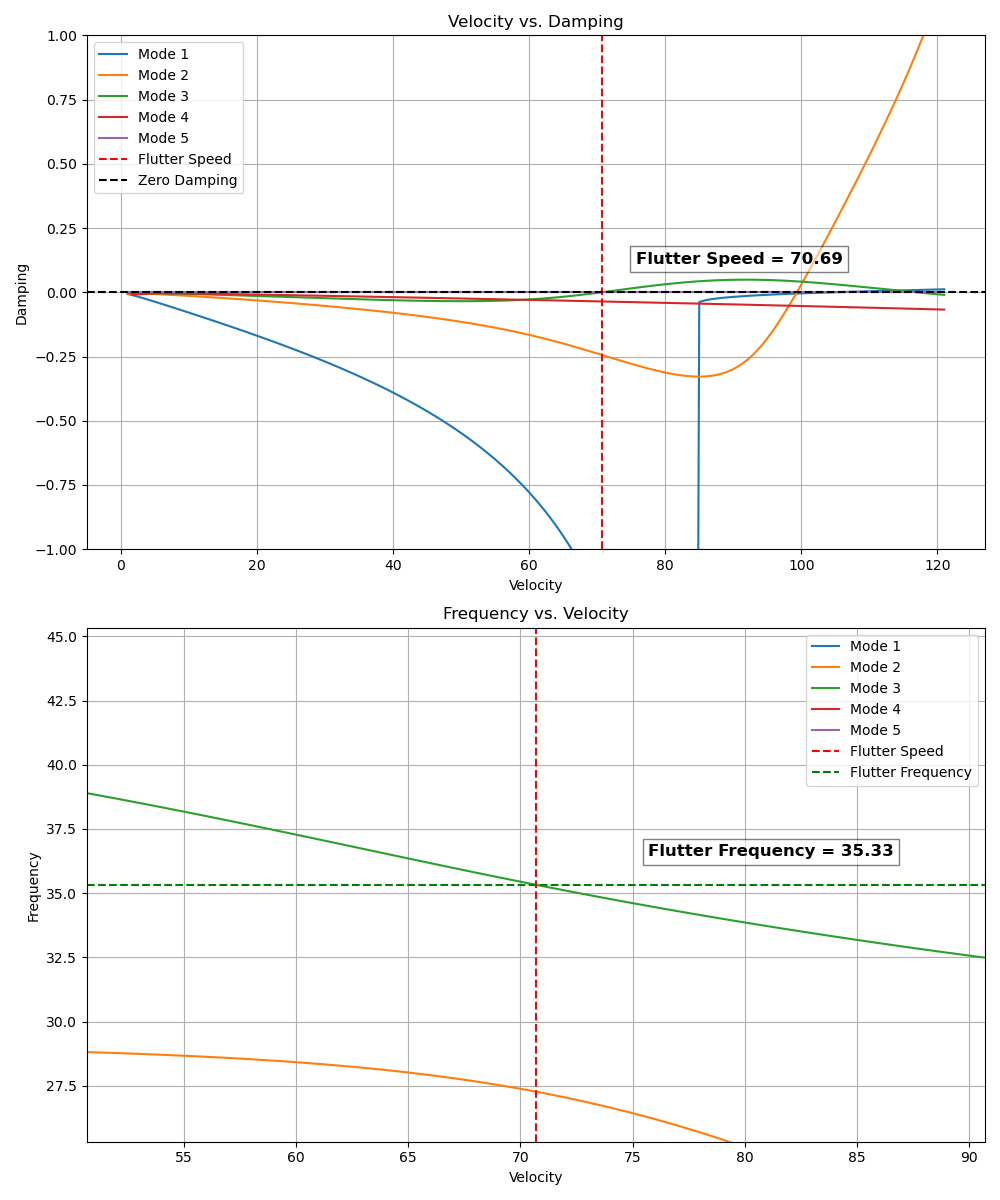 Velocity vs. Damping
1.00
0.75
0.50
0.25
0.00
−0.25
−0.50
−0.75
−1.00
Damping
Mode 1
Mode 2
Mode 3
Mode 4
Mode 5
Flutter Speed
Zero Damping
Flutter Speed = 70.69
0
20
40
60
80
100
120
Velocity
Frequency vs. Velocity
45.0
42.5
40.0
37.5
35.0
32.5
30.0
27.5
Frequency
Mode 1
Mode 2
Mode 3
Mode 4
Mode 5
Flutter Speed
Flutter Frequency
Flutter Frequency = 35.33
55
60
65
70
75
80
85
90
Velocity